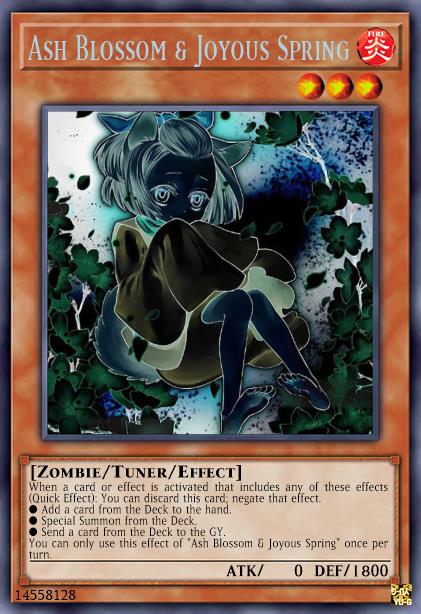 ASH BLOSSOM & JOYOUS SPRING
FIRE
炎
[ZOMBIE/TUNER/EFFECT]
When a card or effect is activated that includes any of these effects
(Quick Effect): You can discard this card; negate that effect.
● Add a card from the Deck to the hand.
● Special Summon from the Deck.
● Send a card from the Deck to the GY.
You can only use this effect of "Ash Blossom & Joyous Spring" once per
turn.
ATK/ 0 DEF/1800
14558128